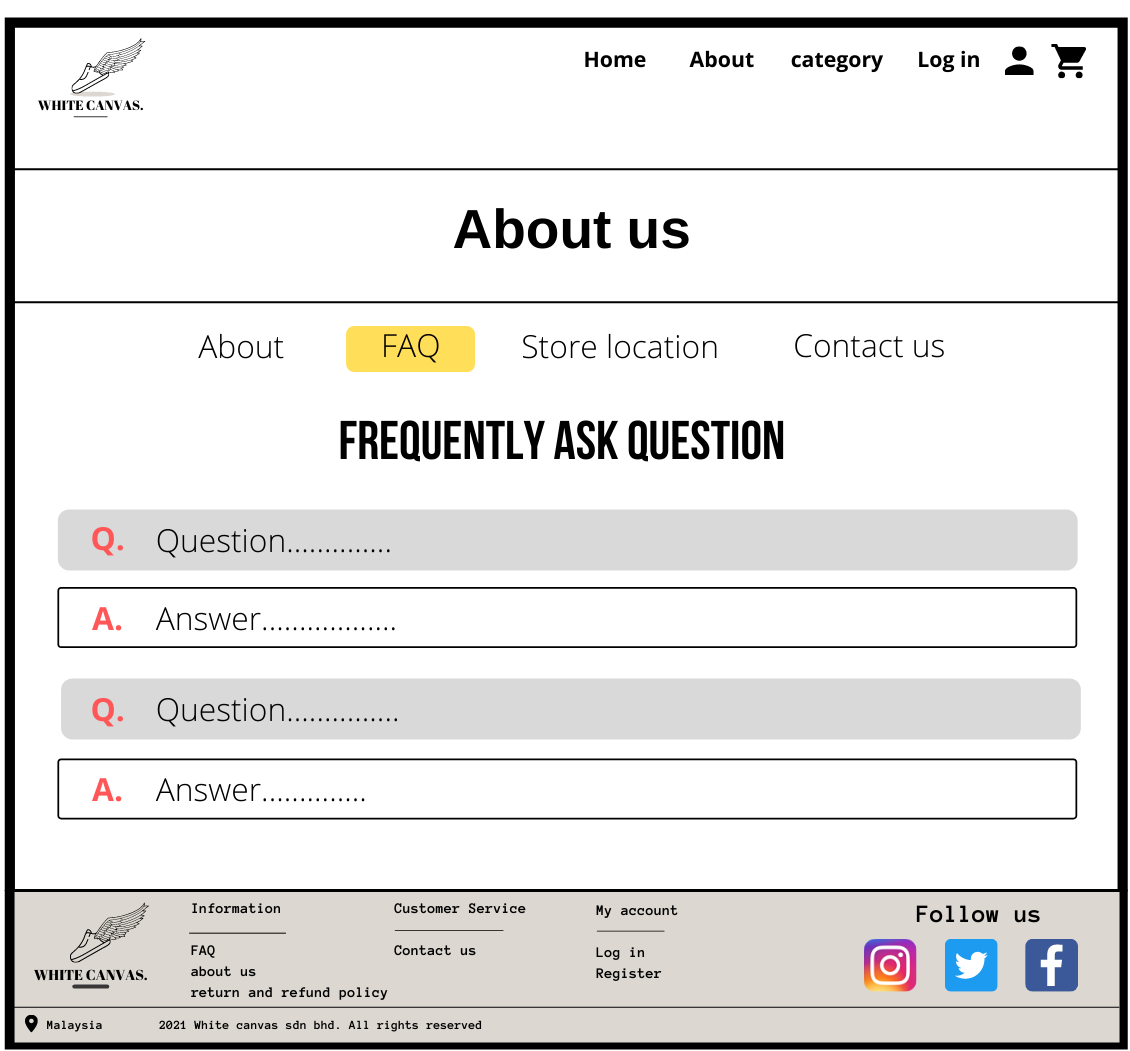 WHITE CANVAS.
Home About category Log in
About us
About FAQ Store location Contact us
FREQUENTLY ASK QUESTION
Q. Question..............
A. Answer..................
Q. Question...............
A. Answer..............
WHITE CANVAS.
Information
FAQ
about us
return and refund policy
Customer Service
Contact us
My account
Log in
Register
Follow us
Malaysia 2021 White canvas sdn bhd. All rights reserved